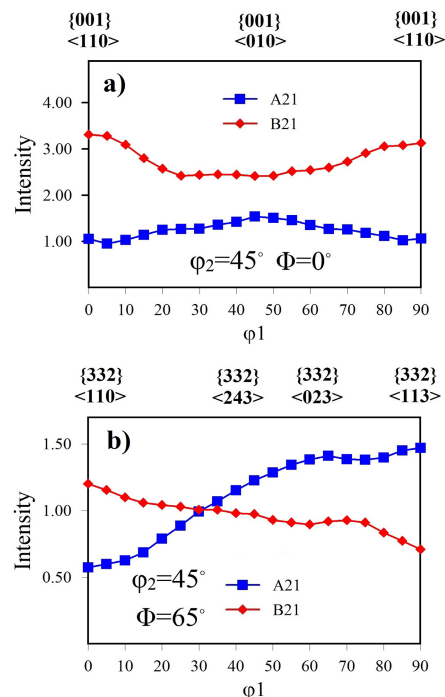 {001} {001} {001}
<110> <010> <110>
a)
A21
B21
4.00
3.00
2.00
1.00
Intensity
φ₂=45° Φ=0°
0 10 20 30 40 50 60 70 80 90
φ1
{332} {332} {332} {332}
<110> <243> <023> <113>
b)
1.50
1.00
0.50
Intensity
φ₂=45°
Φ=65°
A21
B21
0 10 20 30 40 50 60 70 80 90
φ1